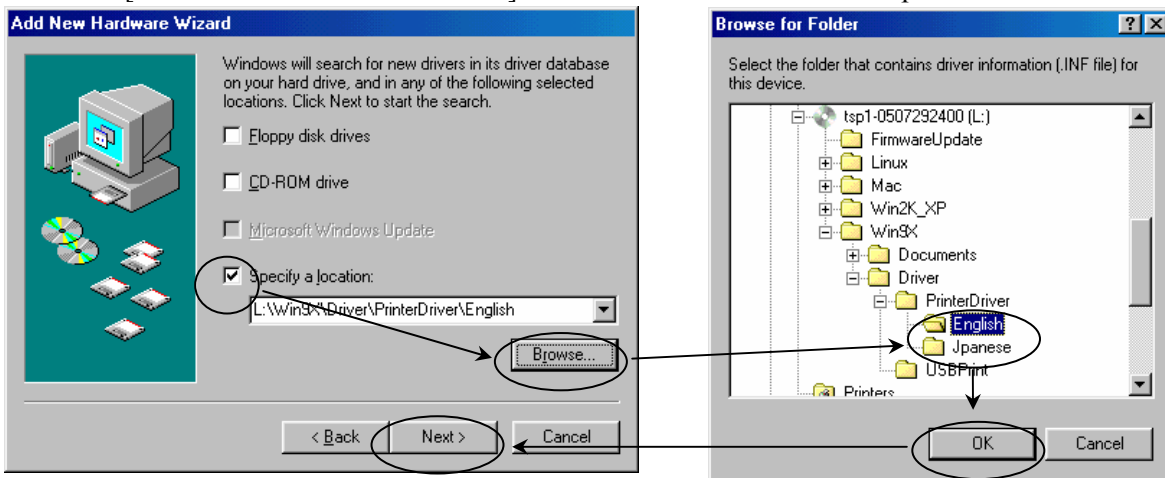 Add New Hardware Wizard
Windows will search for new drivers in its driver database
on your hard drive, and in any of the following selected
locations. Click Next to start the search.
Floppy disk drives
CD-ROM drive
Microsoft Windows Update
Specify a location:
L:\Win9X\Driver\PrinterDriver\English
Browse...
< Back
Next >
Cancel
Browse for Folder
Select the folder that contains driver information (.INF file) for
this device.
tsp1-0507292400 (L:)
FirmwareUpdate
Linux
Mac
Win2K_XP
Win9X
Documents
Driver
PrinterDriver
English
Jpanese
USBPrint
Printers
OK
Cancel